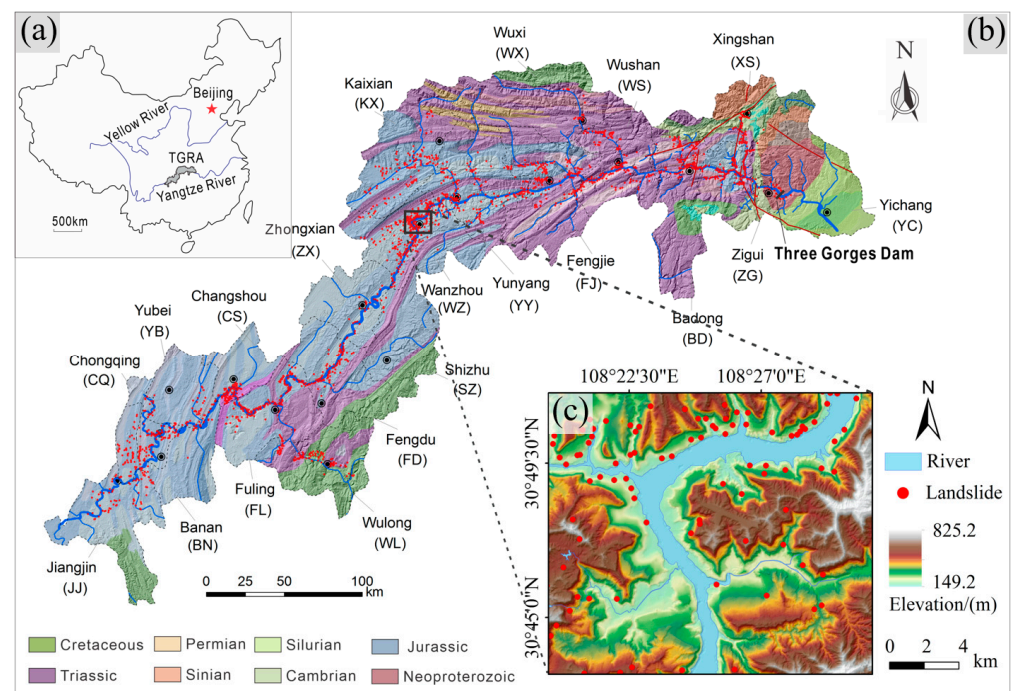 (a)
Beijing
Yellow River
TGRA
Yangtze River
500km
(b)
N
Wuxi
(WX)
Xingshan
(XS)
Wushan
(WS)
Kaixian
(KX)
Yichang
(YC)
Three Gorges Dam
Zigui
(ZG)
Zhongxian
(ZX)
Fengjie
(FJ)
Yunyang
(YY)
Wanzhou
(WZ)
Badong
(BD)
Changshou
(CS)
Yubei
(YB)
Chongqing
(CQ)
Shizhu
(SZ)
Fengdu
(FD)
Fuling
(FL)
Wulong
(WL)
Banan
(BN)
Jiangjin
(JJ)
0 25 50 100
km
Cretaceous Permian Silurian Jurassic
Triassic Sinian Cambrian Neoproterozoic
108°22'30"E 108°27'0"E
(c)
30°49'30"N
30°45'0"N
N
River
Landslide
825.2
149.2
Elevation/(m)
0 2 4
km